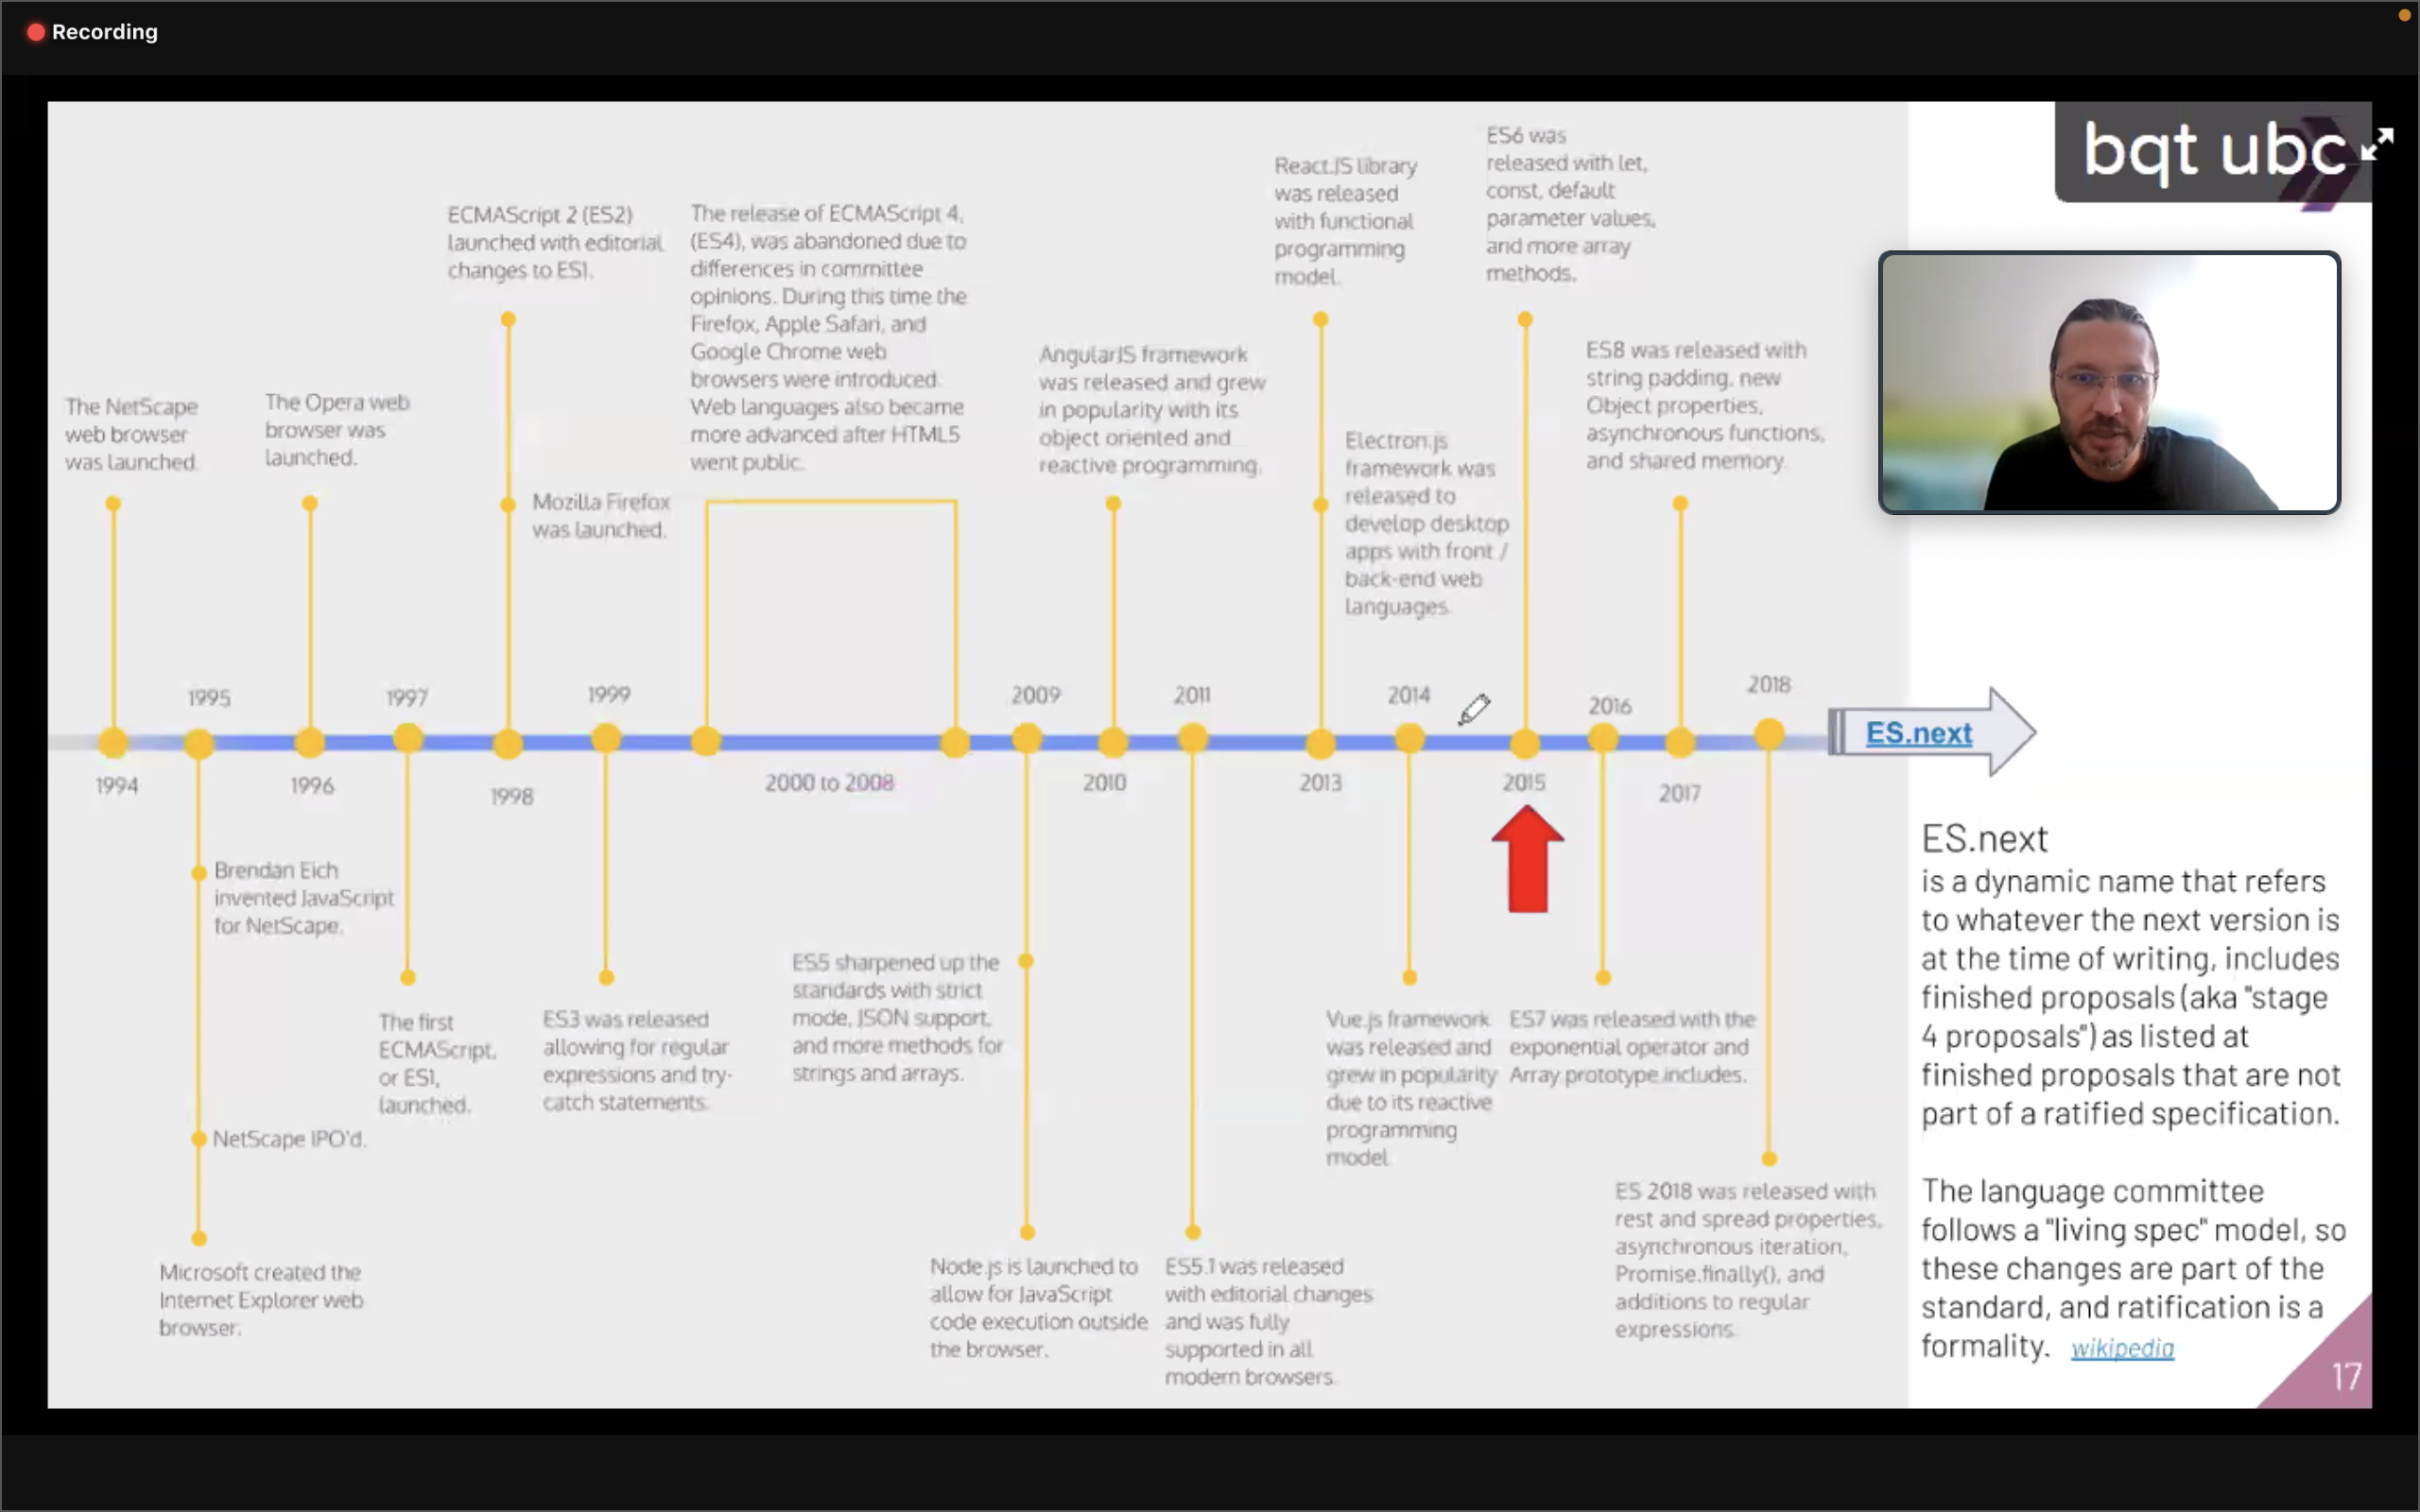 Recording
bqt ubc
The NetScape
web browser
was launched.
The Opera web
browser was
launched.
ECMAScript 2 (ES2)
launched with editorial
changes to ES1.
Mozilla Firefox
was launched.
The release of ECMAScript 4,
(ES4), was abandoned due to
differences in committee
opinions. During this time the
Firefox, Apple Safari, and
Google Chrome web
browsers were introduced.
Web languages also became
more advanced after HTML5
went public.
AngularJS framework
was released and grew
in popularity with its
object oriented and
reactive programming.
React.JS library
was released
with functional
programming
model.
Electron.js
framework was
released to
develop desktop
apps with front /
back-end web
languages.
ES6 was
released with let,
const, default
parameter values,
and more array
methods.
ES8 was released with
string padding, new
Object properties,
asynchronous functions,
and shared memory.
1995
1997
1999
2009
2011
2014
2016
2018
ES.next
1994
1996
1998
2000 to 2008
2010
2013
2015
2017
Brendan Eich
invented JavaScript
for NetScape.
NetScape IPO'd.
Microsoft created the
Internet Explorer web
browser.
The first
ECMAScript,
or ES1,
launched.
ES3 was released
allowing for regular
expressions and try-
catch statements.
ES5 sharpened up the
standards with strict
mode, JSON support,
and more methods for
strings and arrays.
Node.js is launched to
allow for JavaScript
code execution outside
the browser.
ES5.1 was released
with editorial changes
and was fully
supported in all
modern browsers.
Vue.js framework
was released and
grew in popularity
due to its reactive
programming
model.
ES7 was released with the
exponential operator and
Array prototype.includes.
ES 2018 was released with
rest and spread properties,
asynchronous iteration,
Promise.finally(), and
additions to regular
expressions.
ES.next
is a dynamic name that refers
to whatever the next version is
at the time of writing, includes
finished proposals (aka "stage
4 proposals") as listed at
finished proposals that are not
part of a ratified specification.
The language committee
follows a "living spec" model, so
these changes are part of the
standard, and ratification is a
formality. wikipedia
17